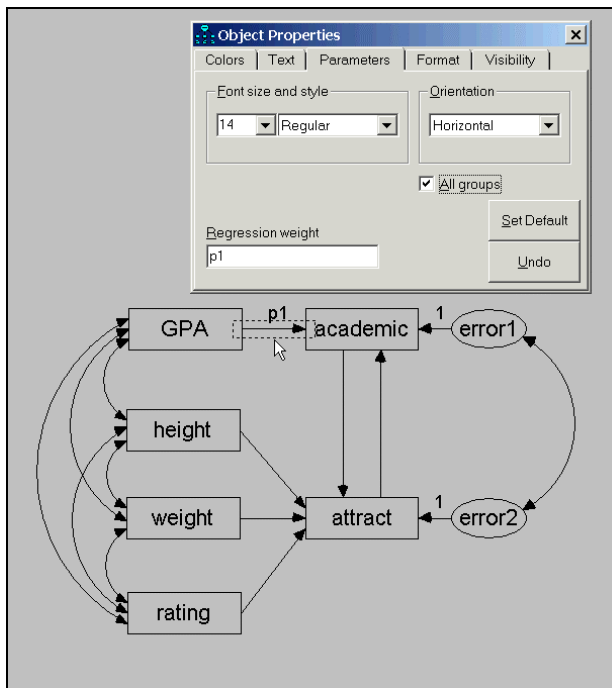 Object Properties
Colors Text Parameters Format Visibility
Font size and style
Orientation
14 Regular
Horizontal
All groups
Set Default
Regression weight
p1
Undo
p1
GPA
academic
1
error1
height
weight
attract
1
error2
rating